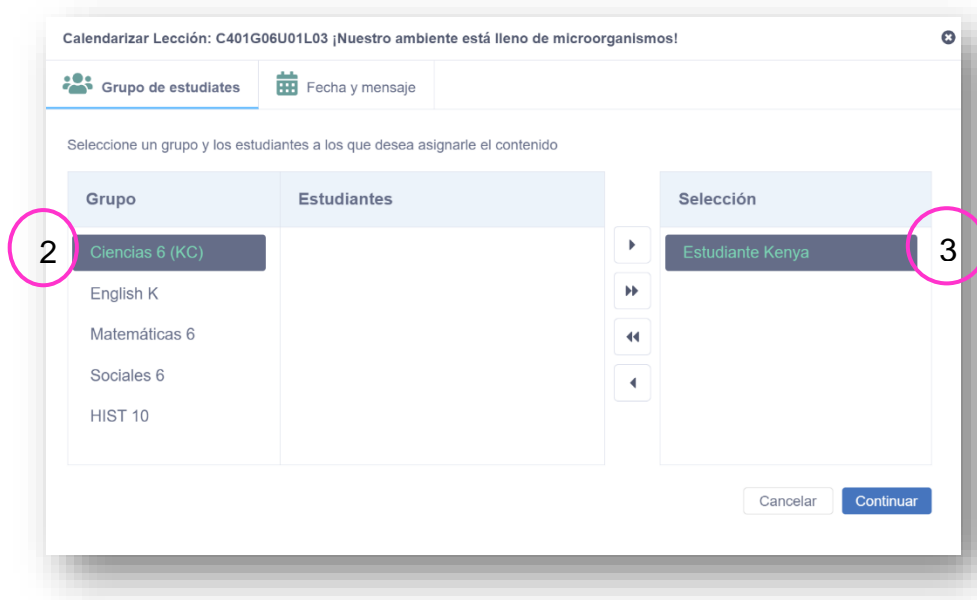 Calendarizar Lección: C401G06U01L03 ¡Nuestro ambiente está lleno de microorganismos!
Grupo de estudiates
Fecha y mensaje
Seleccione un grupo y los estudiantes a los que desea asignarle el contenido
Grupo
Estudiantes
Selección
2
Ciencias 6 (KC)
Estudiante Kenya
3
English K
Matemáticas 6
Sociales 6
HIST 10
Cancelar
Continuar